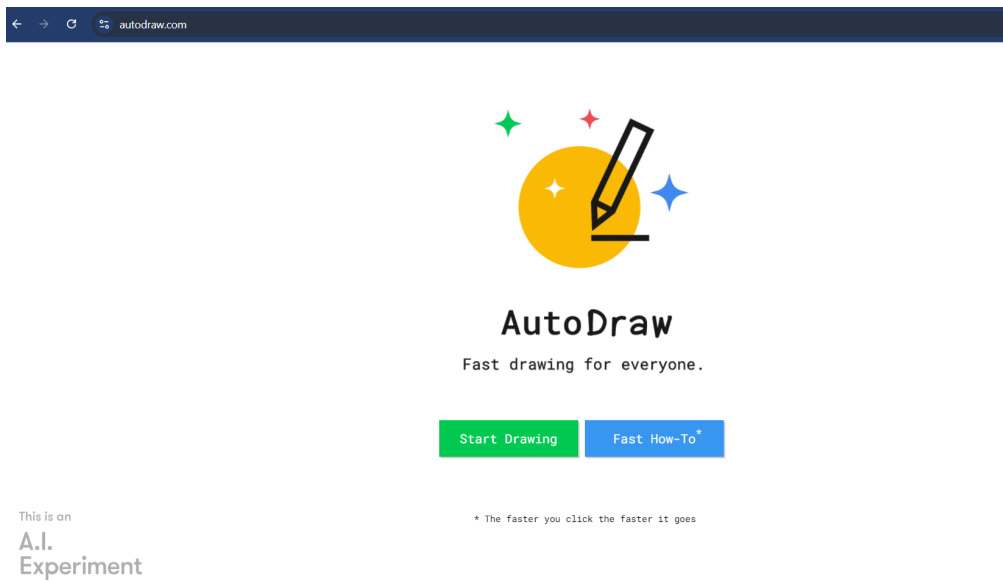 autodraw.com
AutoDraw
Fast drawing for everyone.
Start Drawing
Fast How-To*
* The faster you click the faster it goes
This is an
A.I.
Experiment